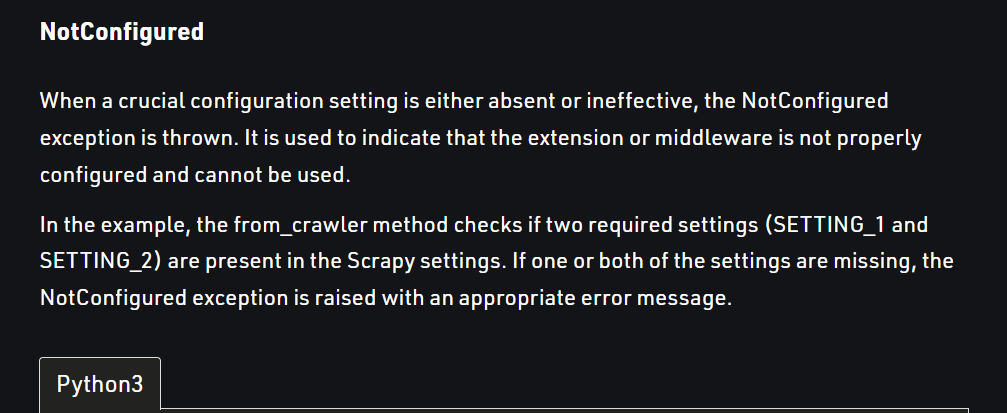 NotConfigured
When a crucial configuration setting is either absent or ineffective, the NotConfigured
exception is thrown. It is used to indicate that the extension or middleware is not properly
configured and cannot be used.
In the example, the from_crawler method checks if two required settings (SETTING_1 and
SETTING_2) are present in the Scrapy settings. If one or both of the settings are missing, the
NotConfigured exception is raised with an appropriate error message.
Python3